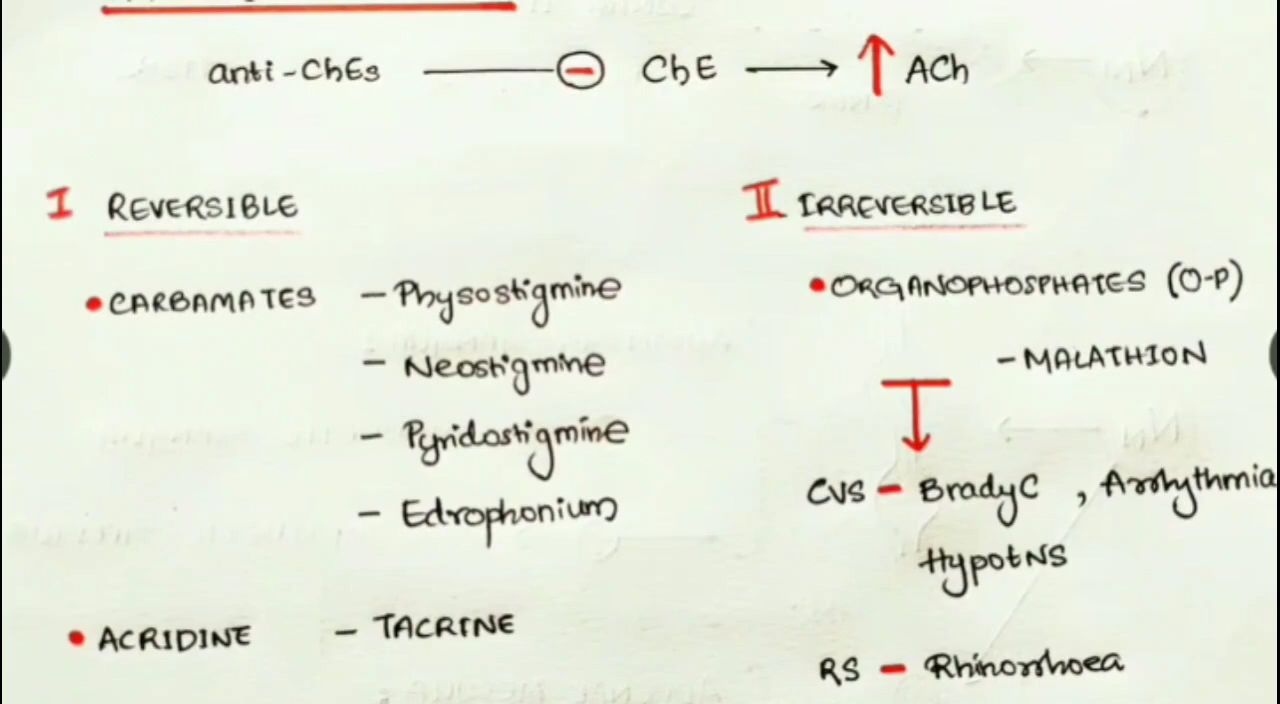 anti-ChEs — ⊖ ChE → ↑ ACh
I REVERSIBLE
• CARBAMATES - Physostigmine
- Neostigmine
- Pyridostigmine
- Edrophonium
• ACRIDINE - TACRINE
II IRREVERSIBLE
• ORGANOPHOSPHATES (O-P)
- MALATHION
CVS - BradyC , Arrhythmia
HypotNS
RS - Rhinorrhoea